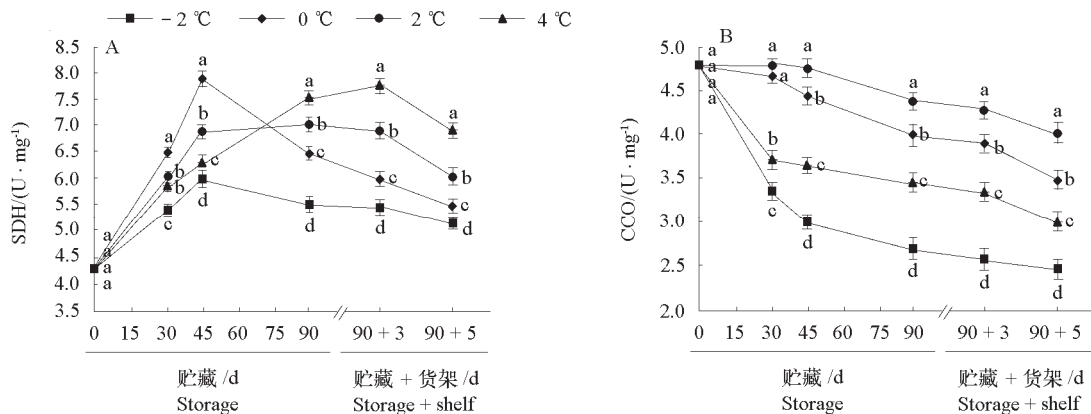 －2 ℃ 0 ℃ 2 ℃ 4 ℃
A
SDH/(U · mg⁻¹)
8.5
8.0
7.5
7.0
6.5
6.0
5.5
5.0
4.5
4.0
3.5
a
a
a
a
a
b
b
c
a
b
c
d
a
b
c
d
a
b
c
d
a
b
c
d
0 15 30 45 75 90 90 + 3 90 + 5
贮藏 /d 贮藏 + 货架 /d
Storage Storage + shelf
B
CCO/(U · mg⁻¹)
5.0
4.5
4.0
3.5
3.0
2.5
2.0
a
a
a
a
a
a
b
c
a
b
c
d
a
b
c
d
a
b
c
d
a
b
c
d
0 15 30 45 75 90 90 + 3 90 + 5
贮藏 /d 贮藏 + 货架 /d
Storage Storage + shelf